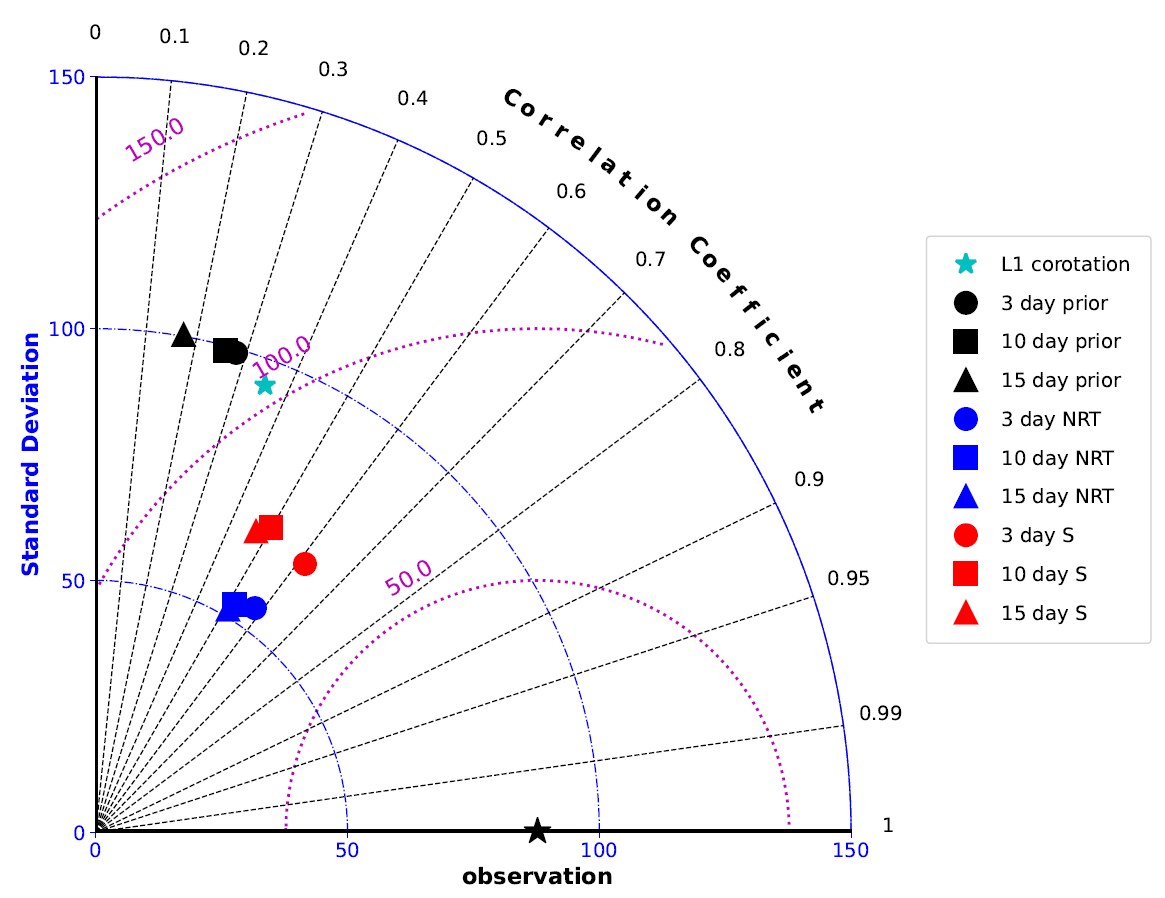 0
0.1
0.2
0.3
0.4
0.5
0.6
0.7
0.8
0.9
0.95
0.99
1
Correlation Coefficient
150
100
50
0
Standard Deviation
150.0
100.0
50.0
0
50
100
150
observation
L1 corotation
3 day prior
10 day prior
15 day prior
3 day NRT
10 day NRT
15 day NRT
3 day S
10 day S
15 day S